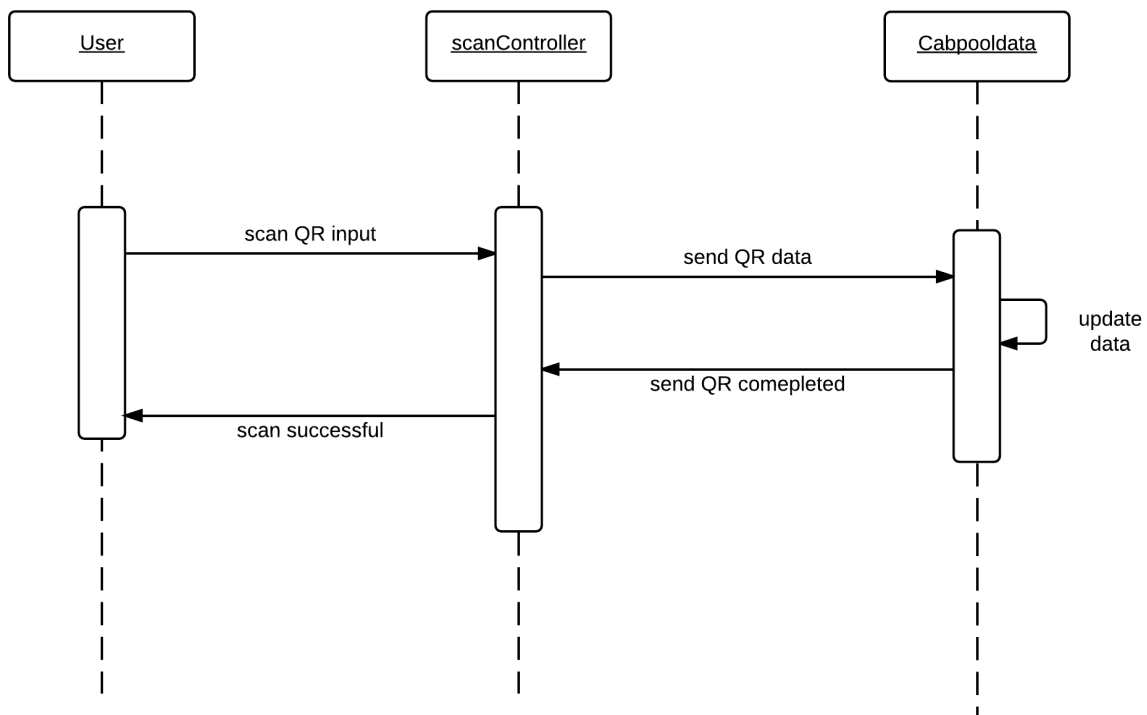 User
scanController
Cabpooldata
scan QR input
send QR data
update
data
send QR comepleted
scan successful